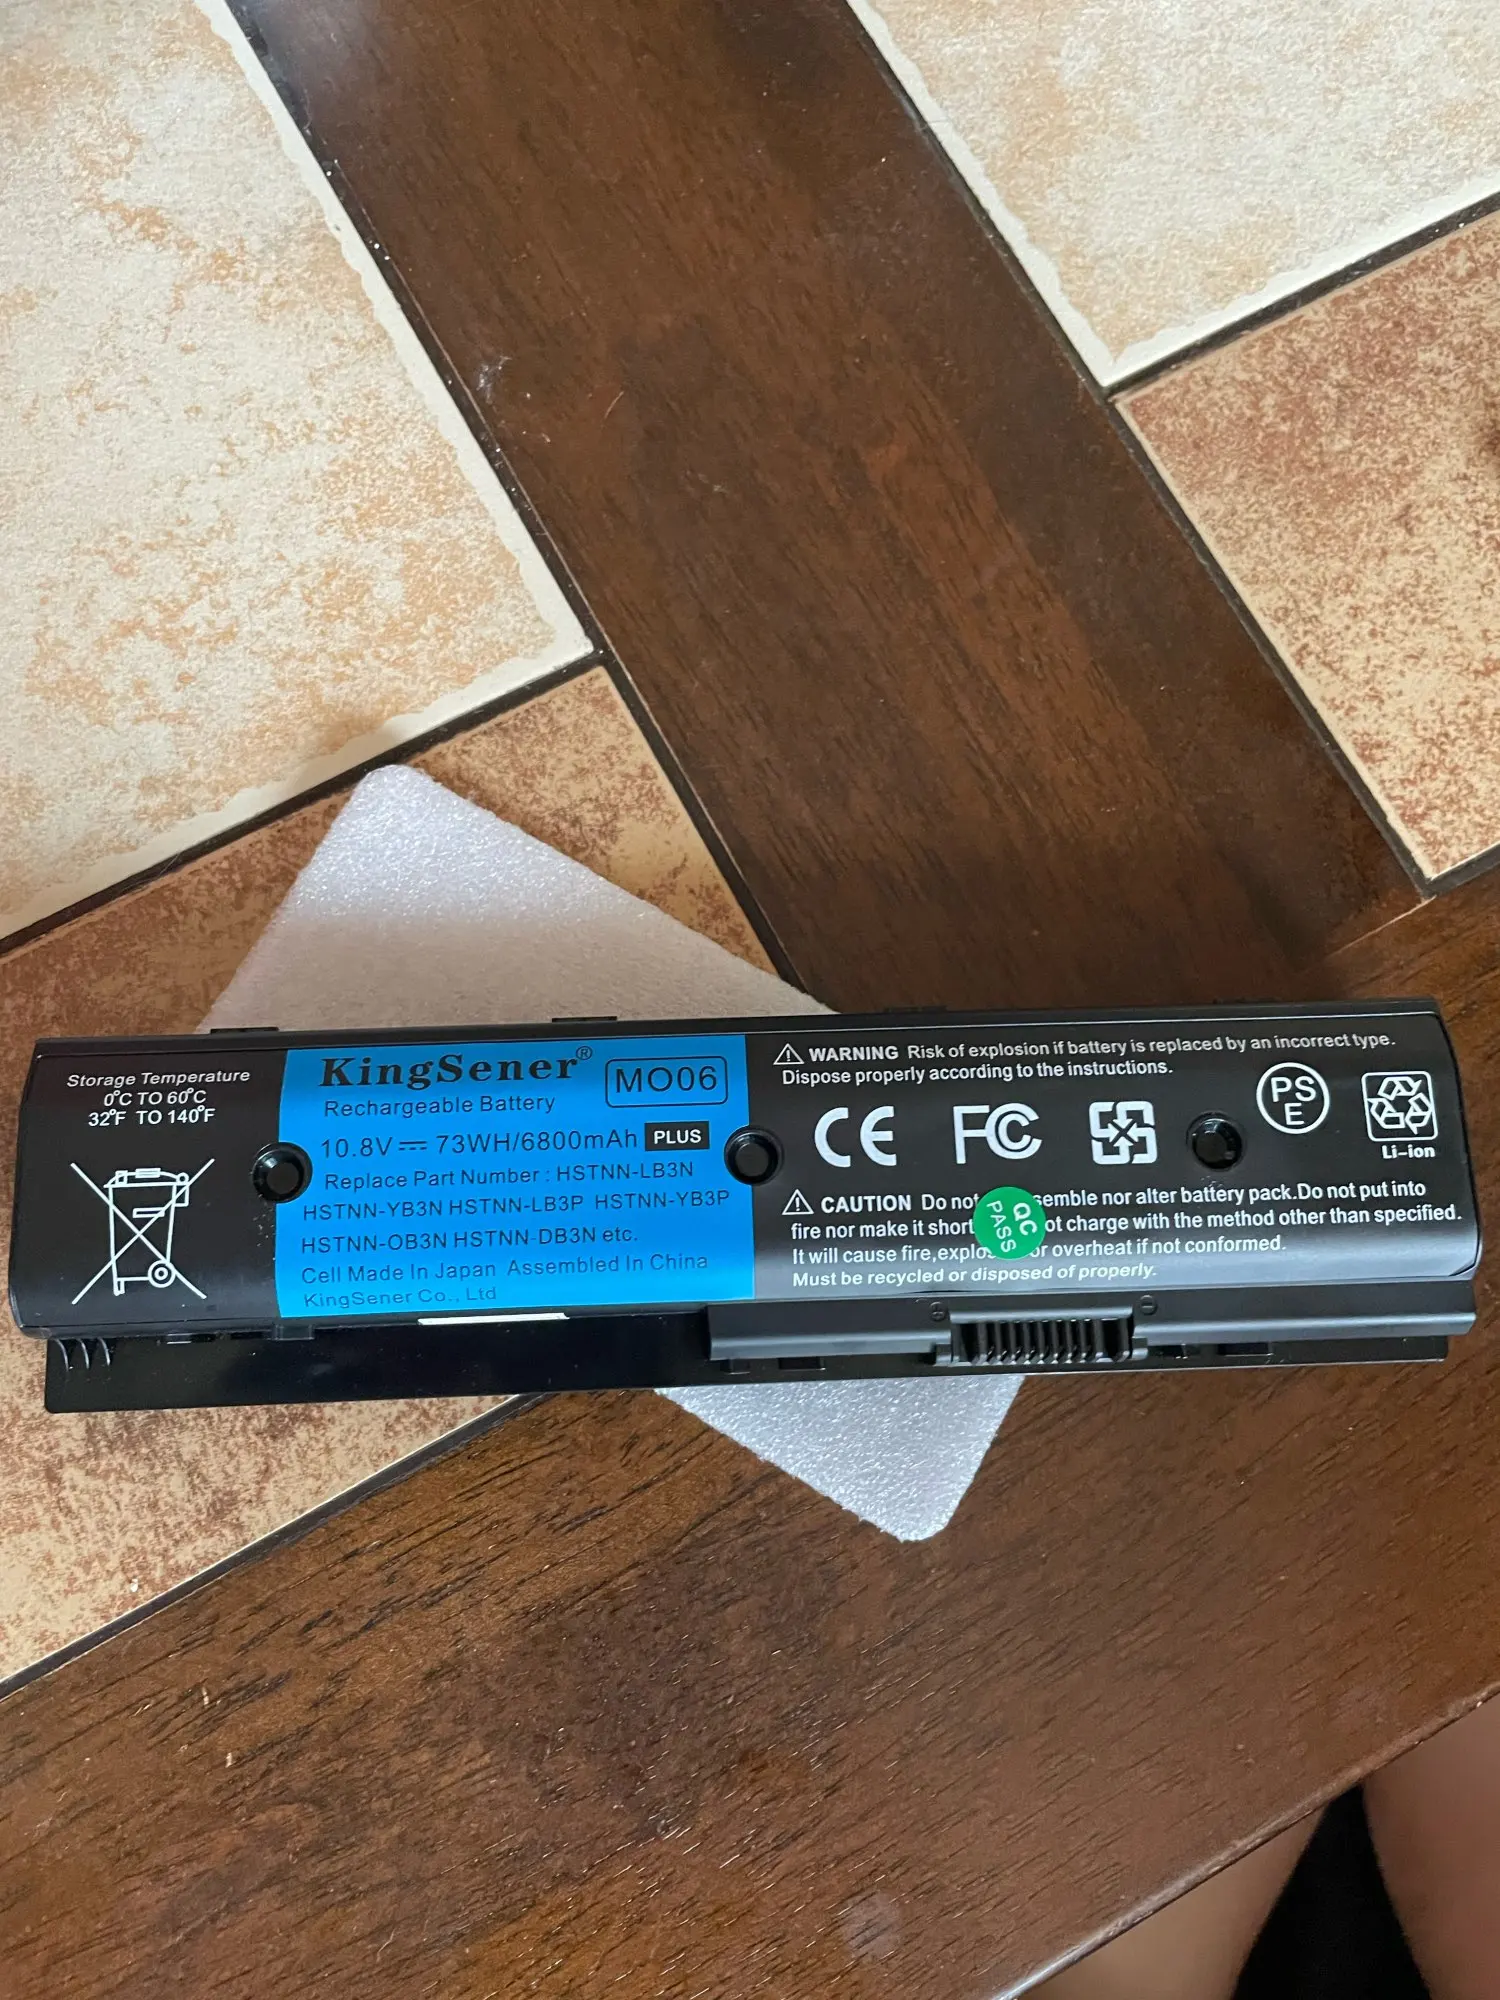 Storage Temperature
0°C TO 60°C
32°F TO 140°F
KingSener®
MO06
Rechargeable Battery
10.8V 73WH/6800mAh PLUS
Replace Part Number : HSTNN-LB3N
HSTNN-YB3N HSTNN-LB3P HSTNN-YB3P
HSTNN-OB3N HSTNN-DB3N etc.
Cell Made In Japan Assembled In China
KingSener Co., Ltd
WARNING Risk of explosion if battery is replaced by an incorrect type.
Dispose properly according to the instructions.
CE FC PS E
Li-ion
CAUTION Do not semble nor alter battery pack.Do not put into
fire nor make it short ot charge with the method other than specified.
It will cause fire,explos or overheat if not conformed.
Must be recycled or disposed of properly.
QC
PASS